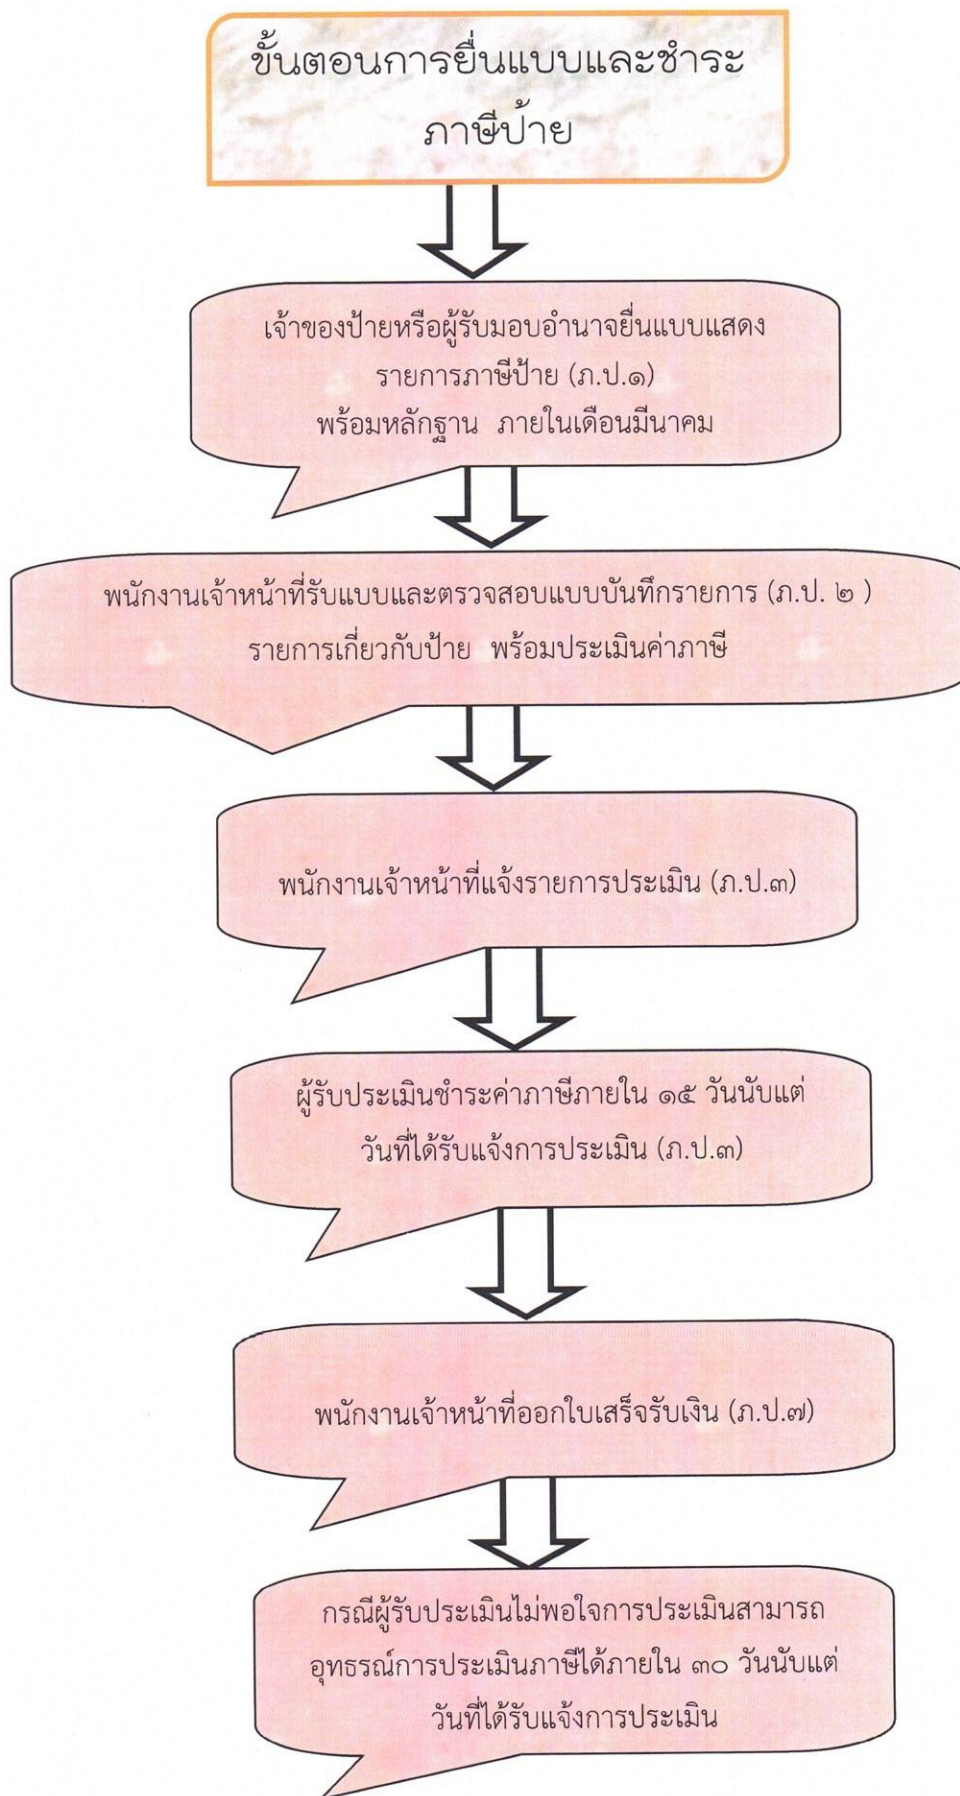 ขั้นตอนการยื่นแบบและชำระ
ภาษีป้าย
เจ้าของป้ายหรือผู้รับมอบอำนาจยื่นแบบแสดง
รายการภาษีป้าย (ภ.ป.๑)
พร้อมหลักฐาน ภายในเดือนมีนาคม
พนักงานเจ้าหน้าที่รับแบบและตรวจสอบแบบบันทึกรายการ (ภ.ป. ๒ )
รายการเกี่ยวกับป้าย พร้อมประเมินค่าภาษี
พนักงานเจ้าหน้าที่แจ้งรายการประเมิน (ภ.ป.๓)
ผู้รับประเมินชำระค่าภาษีภายใน ๑๕ วันนับแต่
วันที่ได้รับแจ้งการประเมิน (ภ.ป.๓)
พนักงานเจ้าหน้าที่ออกใบเสร็จรับเงิน (ภ.ป.๗)
กรณีผู้รับประเมินไม่พอใจการประเมินสามารถ
อุทธรณ์การประเมินภาษีได้ภายใน ๓๐ วันนับแต่
วันที่ได้รับแจ้งการประเมิน